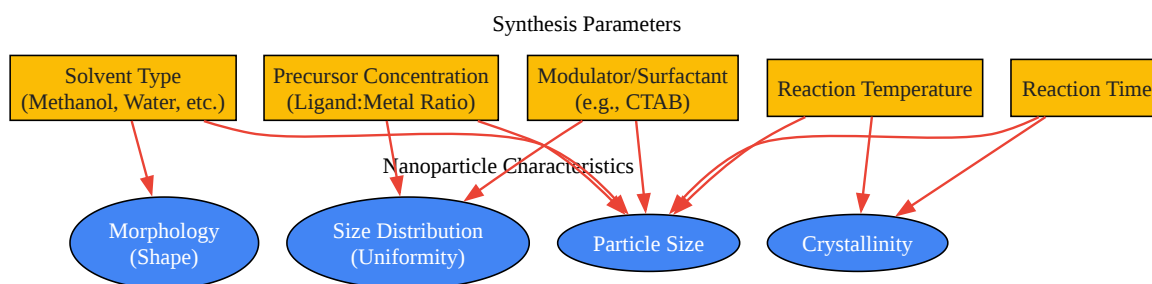 Synthesis Parameters
Solvent Type
(Methanol, Water, etc.)
Precursor Concentration
(Ligand:Metal Ratio)
Modulator/Surfactant
(e.g., CTAB)
Reaction Temperature
Reaction Time
Nanoparticle Characteristics
Morphology
(Shape)
Size Distribution
(Uniformity)
Particle Size
Crystallinity